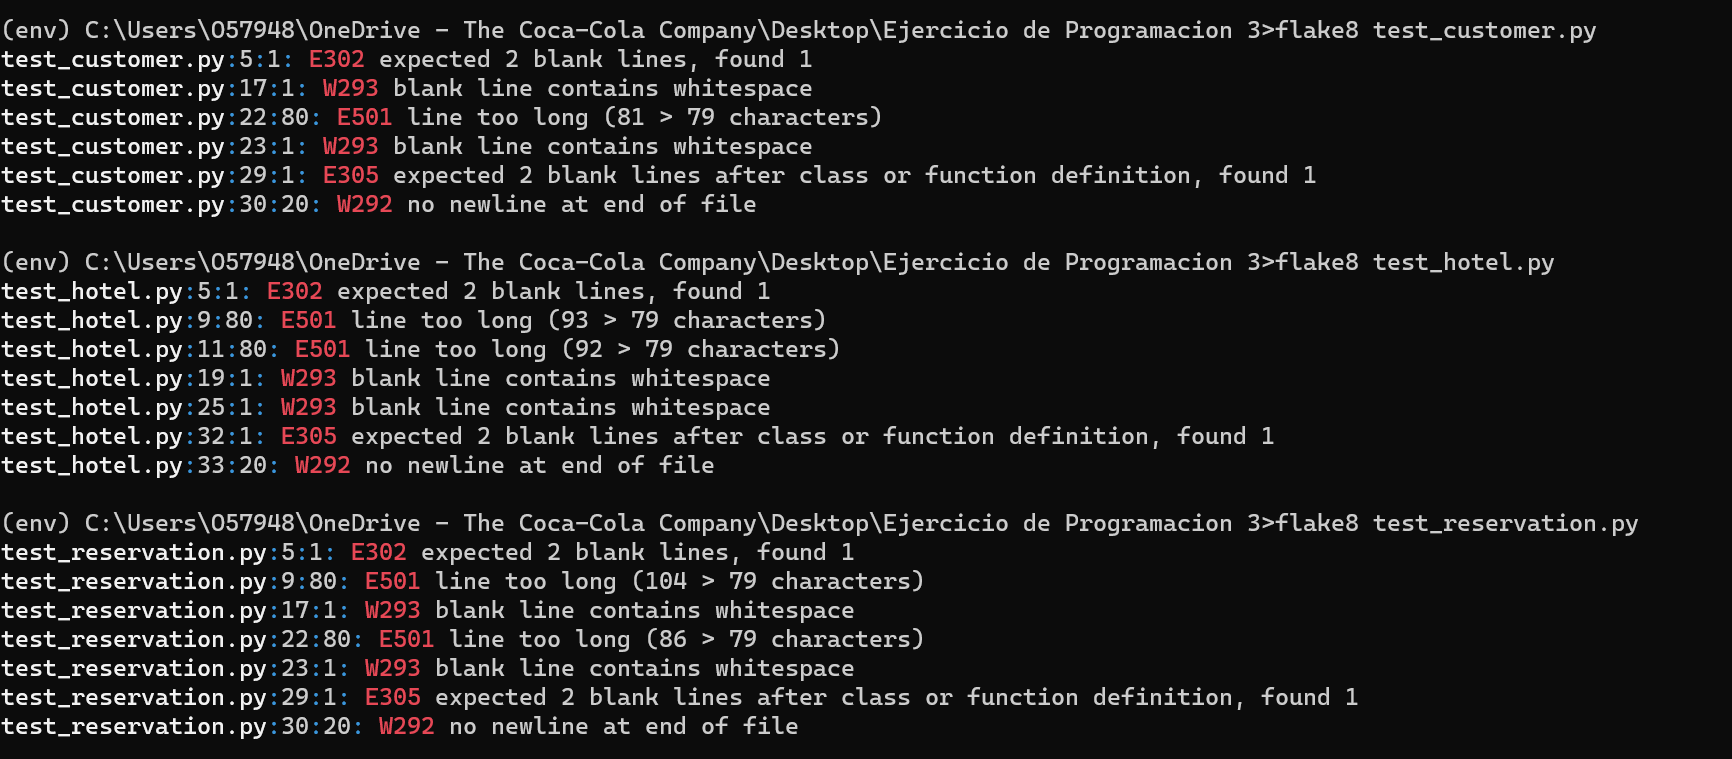 (env) C:\Users\O57948\OneDrive - The Coca-Cola Company\Desktop\Ejercicio de Programacion 3>flake8 test_customer.py
test_customer.py:5:1: E302 expected 2 blank lines, found 1
test_customer.py:17:1: W293 blank line contains whitespace
test_customer.py:22:80: E501 line too long (81 > 79 characters)
test_customer.py:23:1: W293 blank line contains whitespace
test_customer.py:29:1: E305 expected 2 blank lines after class or function definition, found 1
test_customer.py:30:20: W292 no newline at end of file
(env) C:\Users\O57948\OneDrive - The Coca-Cola Company\Desktop\Ejercicio de Programacion 3>flake8 test_hotel.py
test_hotel.py:5:1: E302 expected 2 blank lines, found 1
test_hotel.py:9:80: E501 line too long (93 > 79 characters)
test_hotel.py:11:80: E501 line too long (92 > 79 characters)
test_hotel.py:19:1: W293 blank line contains whitespace
test_hotel.py:25:1: W293 blank line contains whitespace
test_hotel.py:32:1: E305 expected 2 blank lines after class or function definition, found 1
test_hotel.py:33:20: W292 no newline at end of file
(env) C:\Users\O57948\OneDrive - The Coca-Cola Company\Desktop\Ejercicio de Programacion 3>flake8 test_reservation.py
test_reservation.py:5:1: E302 expected 2 blank lines, found 1
test_reservation.py:9:80: E501 line too long (104 > 79 characters)
test_reservation.py:17:1: W293 blank line contains whitespace
test_reservation.py:22:80: E501 line too long (86 > 79 characters)
test_reservation.py:23:1: W293 blank line contains whitespace
test_reservation.py:29:1: E305 expected 2 blank lines after class or function definition, found 1
test_reservation.py:30:20: W292 no newline at end of file